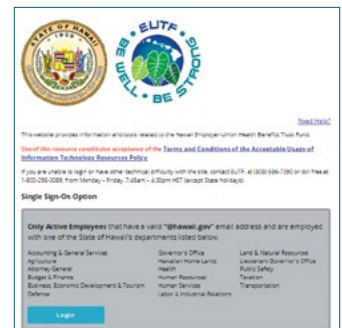 STATE OF HAWAII
1959
EUTF
BE WELL · BE STRONG
Need Help?
This website provides information and tools related to the Hawaii Employer-Union Health Benefits Trust Fund.
Use of this resource constitutes acceptance of the Terms and Conditions of the Acceptable Usage of
Information Technology Resources Policy
If you are unable to login or have other technical difficulty with the site, contact EUTF, at (808) 586-7390 or toll free at
1-800-295-0089, from Monday - Friday, 7:45am - 4:30pm HST (except State holidays).
Single Sign-On Option
Only Active Employees that have a valid "@hawaii.gov" email address and are employed
with one of the State of Hawaii's departments listed below.
Accounting & General Services
Agriculture
Attorney General
Budget & Finance
Business, Economic Development & Tourism
Defense
Governor's Office
Hawaiian Home Lands
Health
Human Resources
Human Services
Labor & Industrial Relations
Land & Natural Resources
Lieutenant Governor's Office
Public Safety
Taxation
Transportation
Login